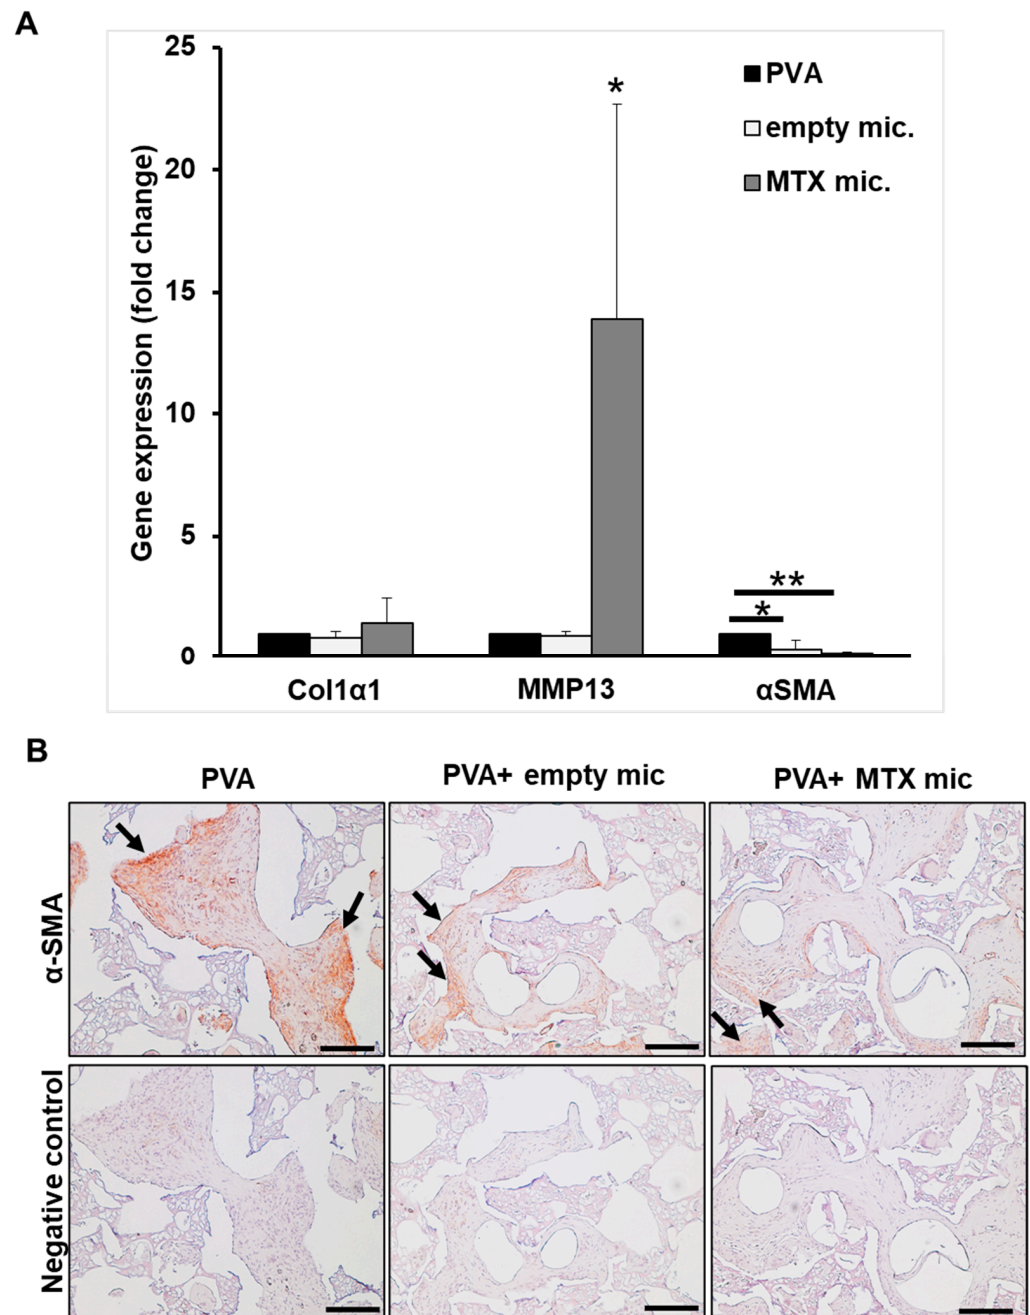 A
25
20
15
10
5
0
Gene expression (fold change)
PVA
empty mic.
MTX mic.
*
**
*
Col1α1
MMP13
αSMA
B
PVA
PVA+ empty mic
PVA+ MTX mic
α-SMA
Negative control